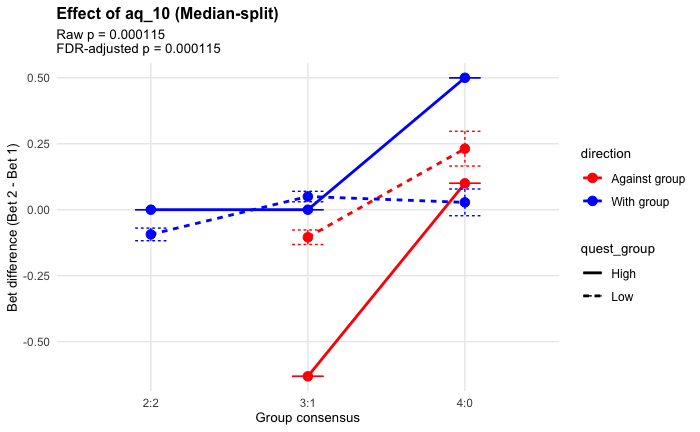 Effect of aq_10 (Median-split)
Raw p = 0.000115
FDR-adjusted p = 0.000115
Bet difference (Bet 2 - Bet 1)
0.50
0.25
0.00
-0.25
-0.50
2:2
3:1
4:0
Group consensus
direction
Against group
With group
quest_group
High
Low